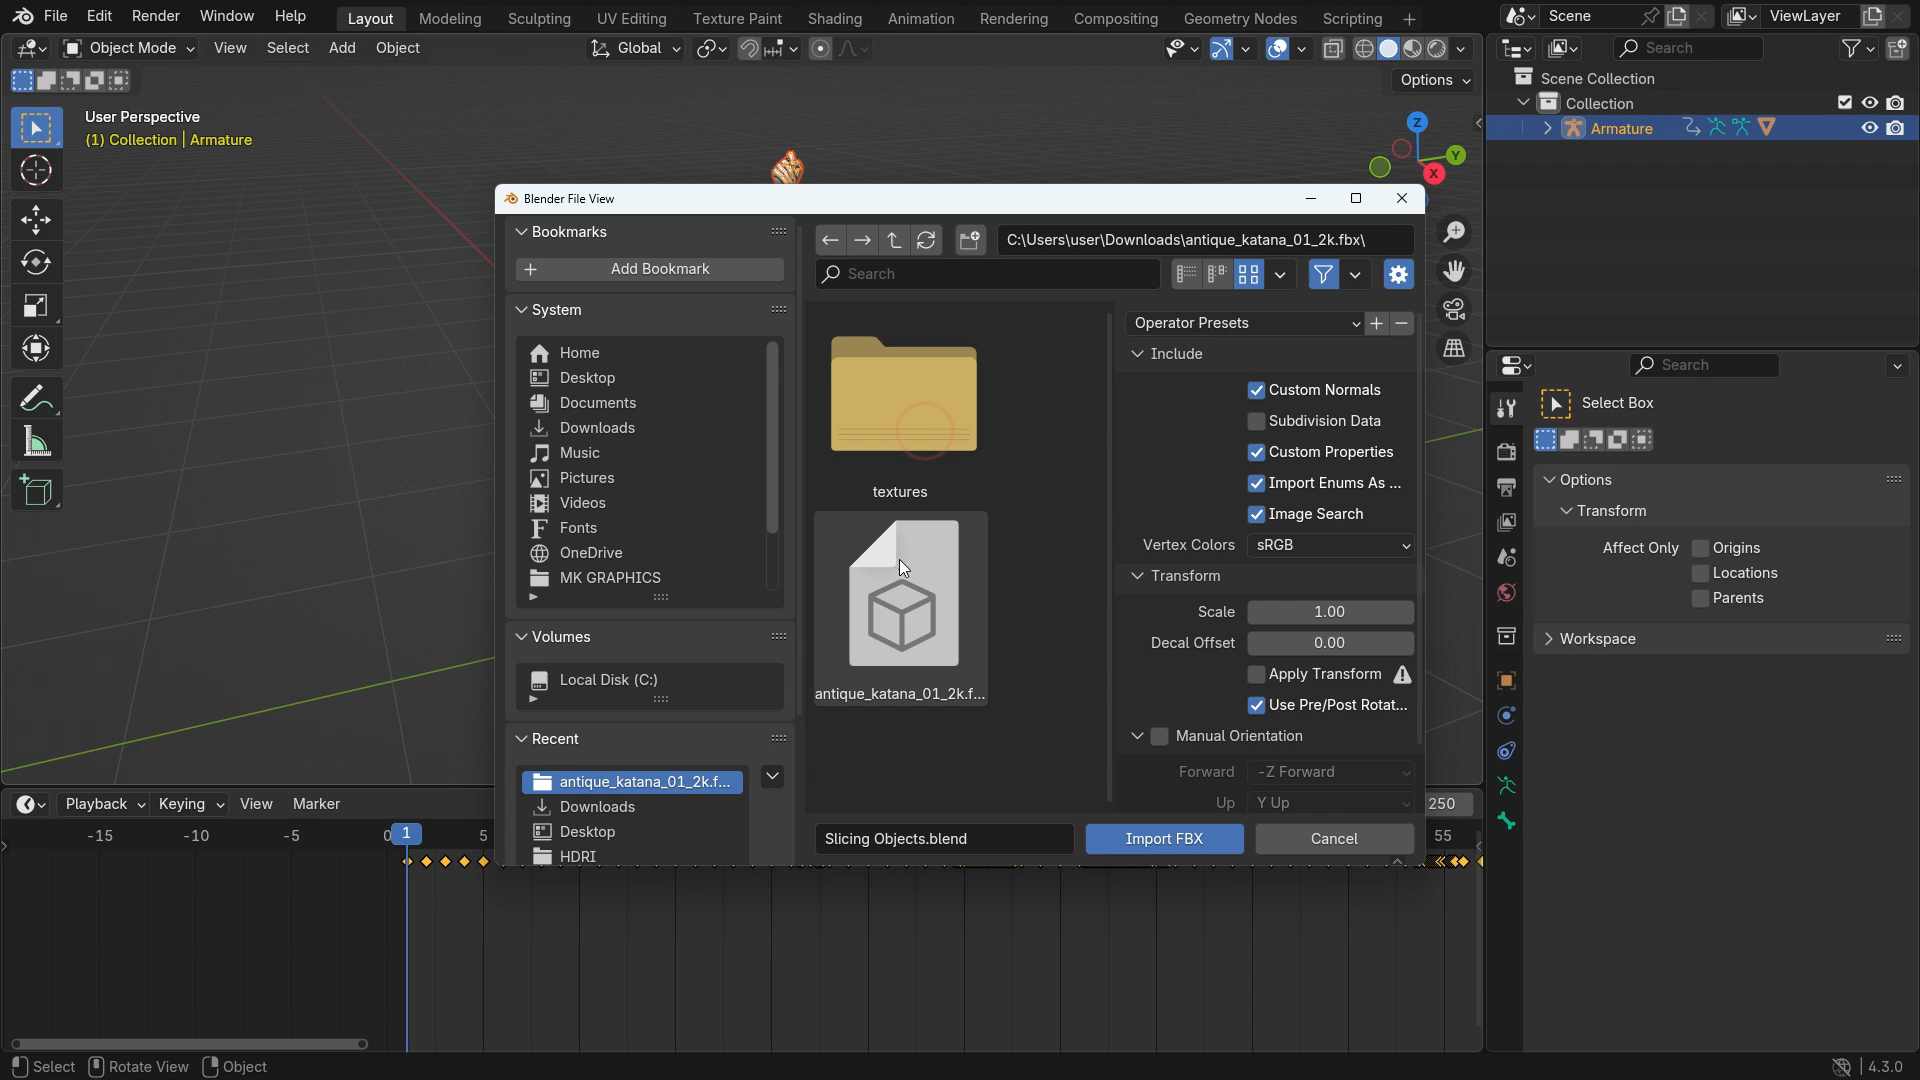 File Edit Render Window Help Layout Modeling Sculpting UV Editing Texture Paint Shading Animation Rendering Compositing Geometry Nodes Scripting + Scene ViewLayer
Object Mode View Select Add Object Global Search
Options
User Perspective
(1) Collection | Armature
Z
Y
X
Scene Collection
Collection
Armature
Blender File View
Bookmarks
Add Bookmark
System
Home
Desktop
Documents
Downloads
Music
Pictures
Videos
Fonts
OneDrive
MK GRAPHICS
Volumes
Local Disk (C:)
Recent
antique_katana_01_2k.f...
Downloads
Desktop
HDRI
C:\Users\user\Downloads\antique_katana_01_2k.fbx\
Search
textures
antique_katana_01_2k.f...
Operator Presets
Include
Custom Normals
Subdivision Data
Custom Properties
Import Enums As ...
Image Search
Vertex Colors sRGB
Transform
Scale 1.00
Decal Offset 0.00
Apply Transform
Use Pre/Post Rotat...
Manual Orientation
Forward -Z Forward
Up Y Up
Slicing Objects.blend Import FBX Cancel
Search
Select Box
Options
Transform
Affect Only Origins
Locations
Parents
Workspace
Playback Keying View Marker 250
-15 -10 -5 0 1 5 55
Select Rotate View Object 4.3.0